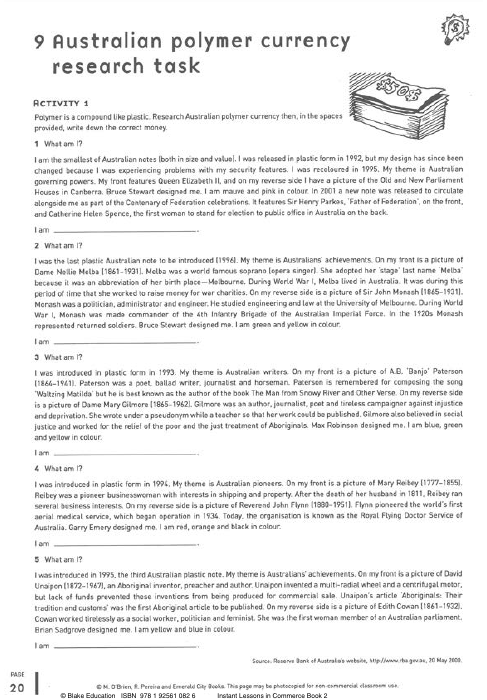 9 Australian polymer currency
research task
ACTIVITY 1
Polymer is a compound like plastic. Research Australian polymer currency then, in the spaces
provided, write down the correct money.
1 What am I?
I am the smallest of Australian notes (both in size and value). I was released in plastic form in 1992, but my design has since been
changed because I was experiencing problems with my security features. I was recoloured in 1995. My theme is Australian
governing powers. My front features Queen Elizabeth II, and on my reverse side I have a picture of the Old and New Parliament
Houses in Canberra. Bruce Stewart designed me. I am mauve and pink in colour. In 2001 a new note was released to circulate
alongside me as part of the Centenary of Federation celebrations. It features Sir Henry Parkes, 'Father of Federation', on the front,
and Catherine Helen Spence, the first woman to stand for election to public office in Australia on the back.
I am ______________________.
2 What am I?
I was the last plastic Australian note to be introduced (1996). My theme is Australians' achievements. On my front is a picture of
Dame Nellie Melba (1861–1931). Melba was a world famous soprano (opera singer). She adopted her 'stage' last name 'Melba'
because it was an abbreviation of her birth place—Melbourne. During World War I, Melba lived in Australia. It was during this
period of time that she worked to raise money for war charities. On my reverse side is a picture of Sir John Monash (1865–1931).
Monash was a politician, administrator and engineer. He studied engineering and law at the University of Melbourne. During World
War I, Monash was made commander of the 4th Infantry Brigade of the Australian Imperial Force. In the 1920s Monash
represented returned soldiers. Bruce Stewart designed me. I am green and yellow in colour.
I am ______________________.
3 What am I?
I was introduced in plastic form in 1993. My theme is Australian writers. On my front is a picture of A.B. 'Banjo' Paterson
(1864–1941). Paterson was a poet, ballad writer, journalist and horseman. Paterson is remembered for composing the song
'Waltzing Matilda' but he is best known as the author of the book The Man from Snowy River and Other Verse. On my reverse side
is a picture of Dame Mary Gilmore (1865–1962). Gilmore was an author, journalist, poet and tireless campaigner against injustice
and deprivation. She wrote under a pseudonym while a teacher so that her work could be published. Gilmore also believed in social
justice and worked for the relief of the poor and the just treatment of Aboriginals. Max Robinson designed me. I am blue, green
and yellow in colour.
I am ______________________.
4 What am I?
I was introduced in plastic form in 1994. My theme is Australian pioneers. On my front is a picture of Mary Reibey (1777–1855).
Reibey was a pioneer businesswoman with interests in shipping and property. After the death of her husband in 1811, Reibey ran
several business interests. On my reverse side is a picture of Reverend John Flynn (1880–1951). Flynn pioneered the world's first
aerial medical service, which began operation in 1934. Today, the organisation is known as the Royal Flying Doctor Service of
Australia. Garry Emery designed me. I am red, orange and black in colour.
I am ______________________.
5 What am I?
I was introduced in 1995, the third Australian plastic note. My theme is Australians' achievements. On my front is a picture of David
Unaipon (1872–1967), an Aboriginal inventor, preacher and author. Unaipon invented a multi-radial wheel and a centrifugal motor,
but lack of funds prevented these inventions from being produced for commercial sale. Unaipon's article 'Aboriginals: Their
tradition and customs' was the first Aboriginal article to be published. On my reverse is a picture of Edith Cowan (1861–1932).
Cowan worked tirelessly as a social worker, politician and feminist. She was the first woman member of an Australian parliament.
Brian Sadgrove designed me. I am yellow and blue in colour.
I am ______________________.
Source: Reserve Bank of Australia's website, http://www.rba.gov.au, 20 May 2000.
PAGE
20
© M. O'Brien, R. Pereira and Emerald City Books. This page may be photocopied for non-commercial classroom use.
© Blake Education ISBN 978 1 92561 082 6 Instant Lessons in Commerce Book 2